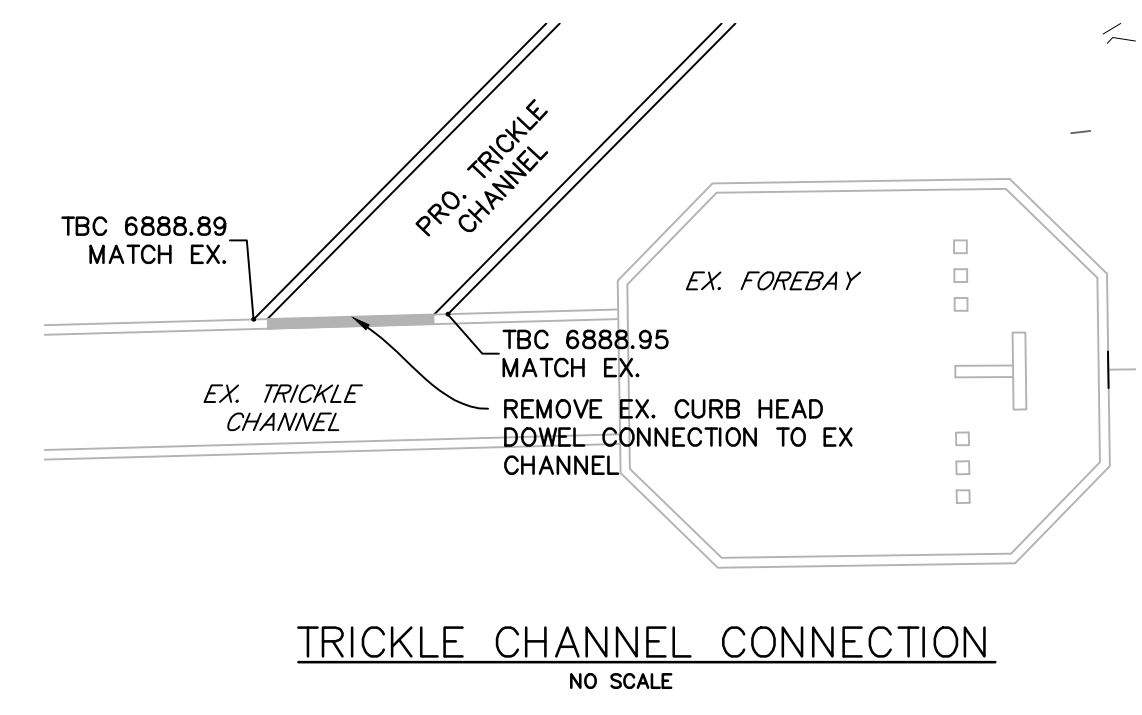 PRO. TRICKLE
CHANNEL
TBC 6888.89
MATCH EX.
EX. FOREBAY
TBC 6888.95
MATCH EX.
EX. TRICKLE
CHANNEL
REMOVE EX. CURB HEAD
DOWEL CONNECTION TO EX
CHANNEL
TRICKLE CHANNEL CONNECTION
NO SCALE